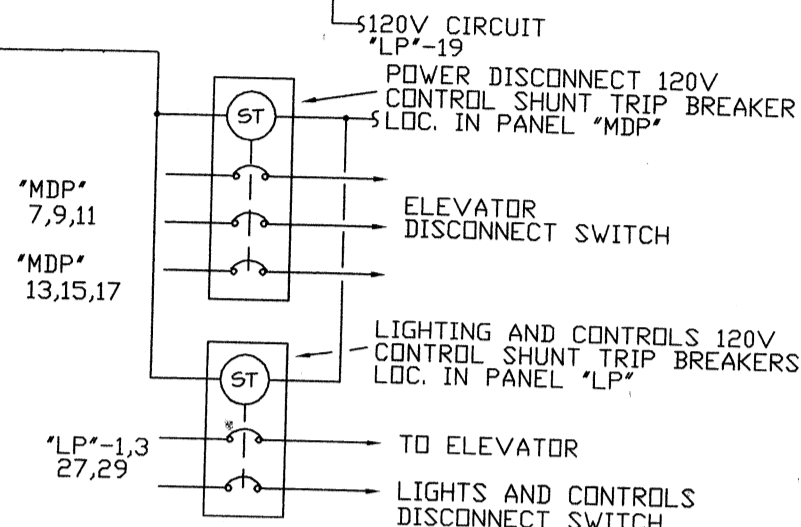 120V CIRCUIT
"LP"-19
POWER DISCONNECT 120V
CONTROL SHUNT TRIP BREAKER
LOC. IN PANEL "MDP"
ST
"MDP"
7,9,11
ELEVATOR
DISCONNECT SWITCH
"MDP"
13,15,17
LIGHTING AND CONTROLS 120V
CONTROL SHUNT TRIP BREAKERS
LOC. IN PANEL "LP"
ST
"LP"-1,3
27,29
TO ELEVATOR
LIGHTS AND CONTROLS
DISCONNECT SWITCH